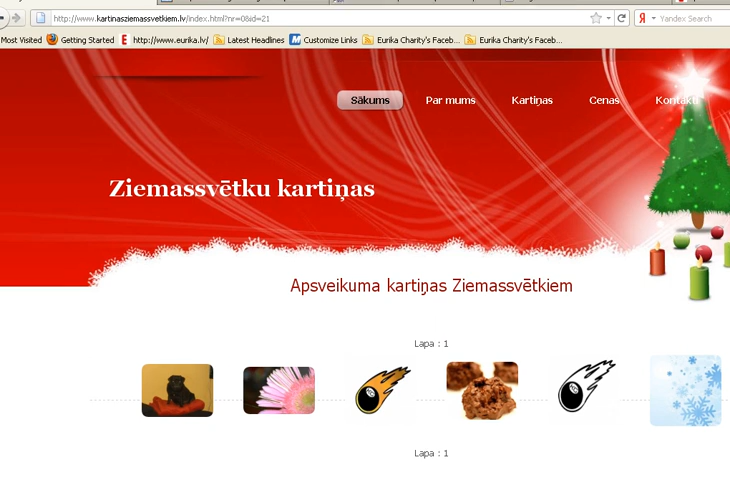 http://www.kartinasziemassvetkiem.lv/index.html?nr=0&id=21
Yandex Search
Most Visited Getting Started http://www.eurika.lv/ Latest Headlines Customize Links Eurika Charity's Faceb... Eurika Charity's Faceb...
Sākums Par mums Kartiņas Cenas Kontakti
Ziemassvētku kartiņas
Apsveikuma kartiņas Ziemassvētkiem
Lapa : 1
Lapa : 1